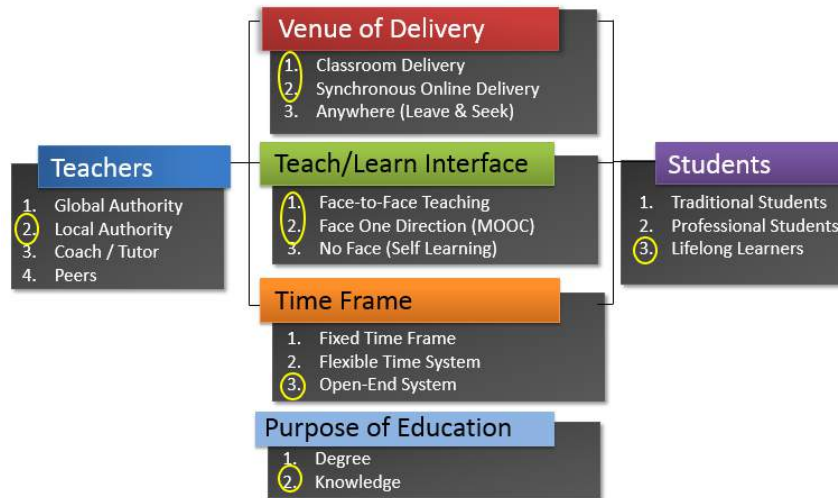 Venue of Delivery
1. Classroom Delivery
2. Synchronous Online Delivery
3. Anywhere (Leave & Seek)
Teachers
1. Global Authority
2. Local Authority
3. Coach / Tutor
4. Peers
Teach/Learn Interface
1. Face-to-Face Teaching
2. Face One Direction (MOOC)
3. No Face (Self Learning)
Students
1. Traditional Students
2. Professional Students
3. Lifelong Learners
Time Frame
1. Fixed Time Frame
2. Flexible Time System
3. Open-End System
Purpose of Education
1. Degree
2. Knowledge